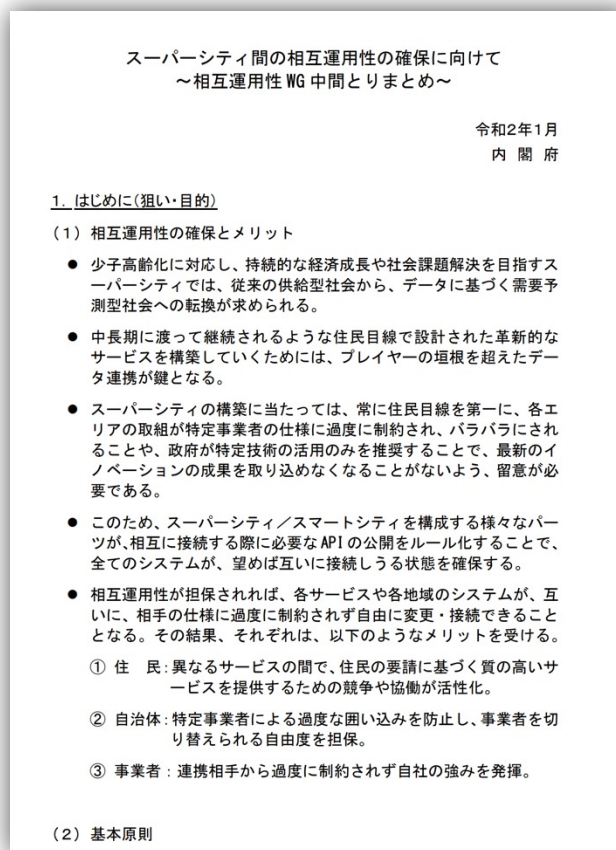 スーパーシティ間の相互運用性の確保に向けて
～相互運用性 WG 中間とりまとめ～
令和2年1月
内 閣 府
1. はじめに(狙い・目的)
(1) 相互運用性の確保とメリット
● 少子高齢化に対応し、持続的な経済成長や社会課題解決を目指すス
ーパーシティでは、従来の供給型社会から、データに基づく需要予
測型社会への転換が求められる。
● 中長期に渡って継続されるような住民目線で設計された革新的な
サービスを構築していくためには、プレイヤーの垣根を超えたデー
タ連携が鍵となる。
● スーパーシティの構築に当たっては、常に住民目線を第一に、各エ
リアの取組が特定事業者の仕様に過度に制約され、バラバラにされ
ることや、政府が特定技術の活用のみを推奨することで、最新のイ
ノベーションの成果を取り込めなくなることがないよう、留意が必
要である。
● このため、スーパーシティ／スマートシティを構成する様々なパー
ツが、相互に接続する際に必要な API の公開をルール化することで、
全てのシステムが、望めば互いに接続しうる状態を確保する。
● 相互運用性が担保されれば、各サービスや各地域のシステムが、互
いに、相手の仕様に過度に制約されず自由に変更・接続できること
となる。その結果、それぞれは、以下のようなメリットを受ける。
① 住 民：異なるサービスの間で、住民の要請に基づく質の高いサ
ービスを提供するための競争や協働が活性化。
② 自治体：特定事業者による過度な囲い込みを防止し、事業者を切
り替えられる自由度を担保。
③ 事業者：連携相手から過度に制約されず自社の強みを発揮。
(2) 基本原則